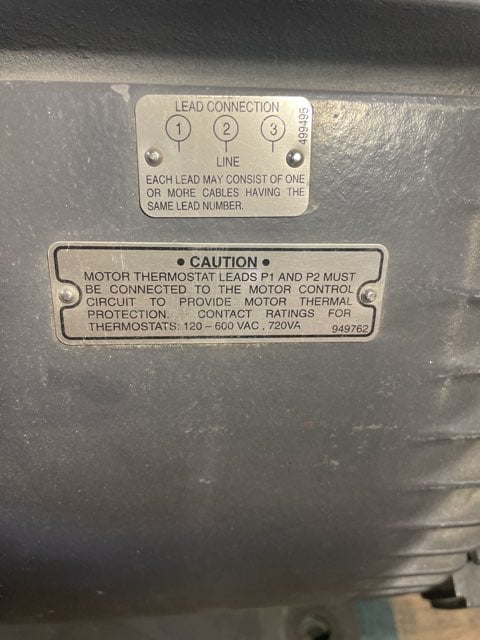 LEAD CONNECTION
1 2 3
499495
LINE
EACH LEAD MAY CONSIST OF ONE
OR MORE CABLES HAVING THE
SAME LEAD NUMBER.
• CAUTION •
MOTOR THERMOSTAT LEADS P1 AND P2 MUST
BE CONNECTED TO THE MOTOR CONTROL
CIRCUIT TO PROVIDE MOTOR THERMAL
PROTECTION. CONTACT RATINGS FOR
THERMOSTATS: 120 – 600 VAC , 720VA
949762